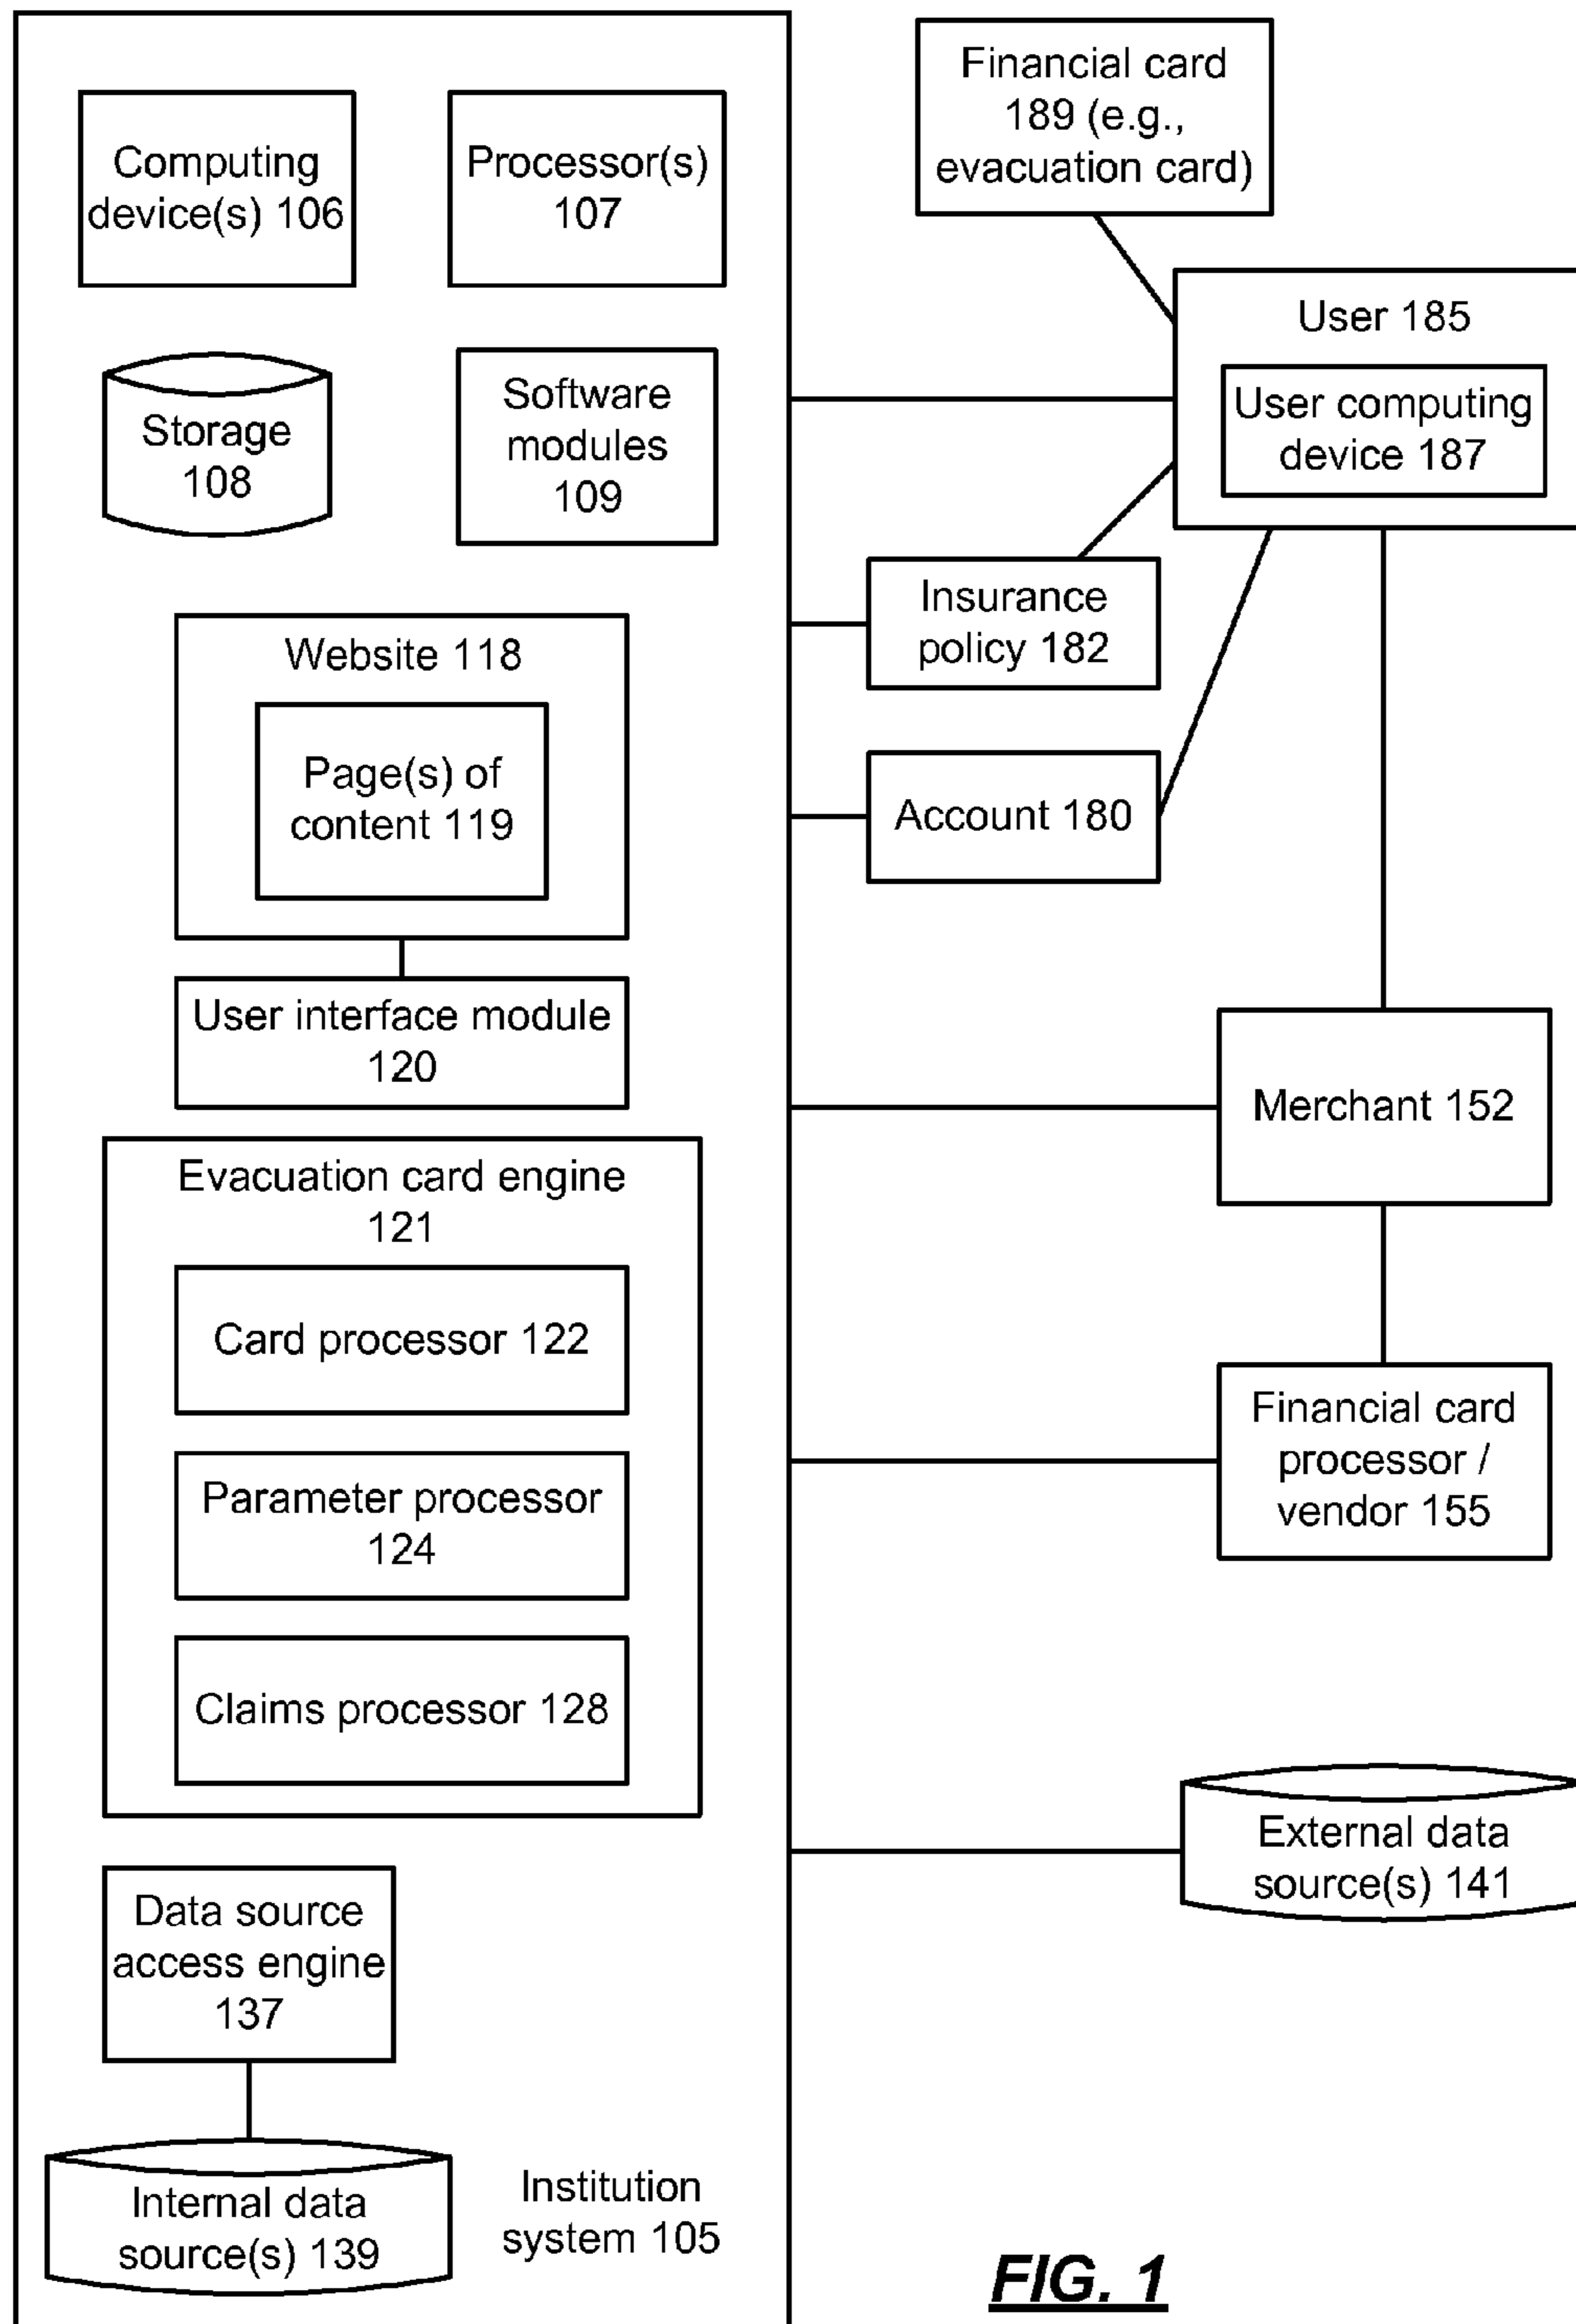 Computing
device(s) 106
Processor(s)
107
Storage
108
Software
modules
109
Website 118
Page(s) of
content 119
User interface module
120
Evacuation card engine
121
Card processor 122
Parameter processor
124
Claims processor 128
Data source
access engine
137
Internal data
source(s) 139
Institution
system 105
Financial card
189 (e.g.,
evacuation card)
User 185
User computing
device 187
Insurance
policy 182
Account 180
Merchant 152
Financial card
processor /
vendor 155
External data
source(s) 141
FIG. 1